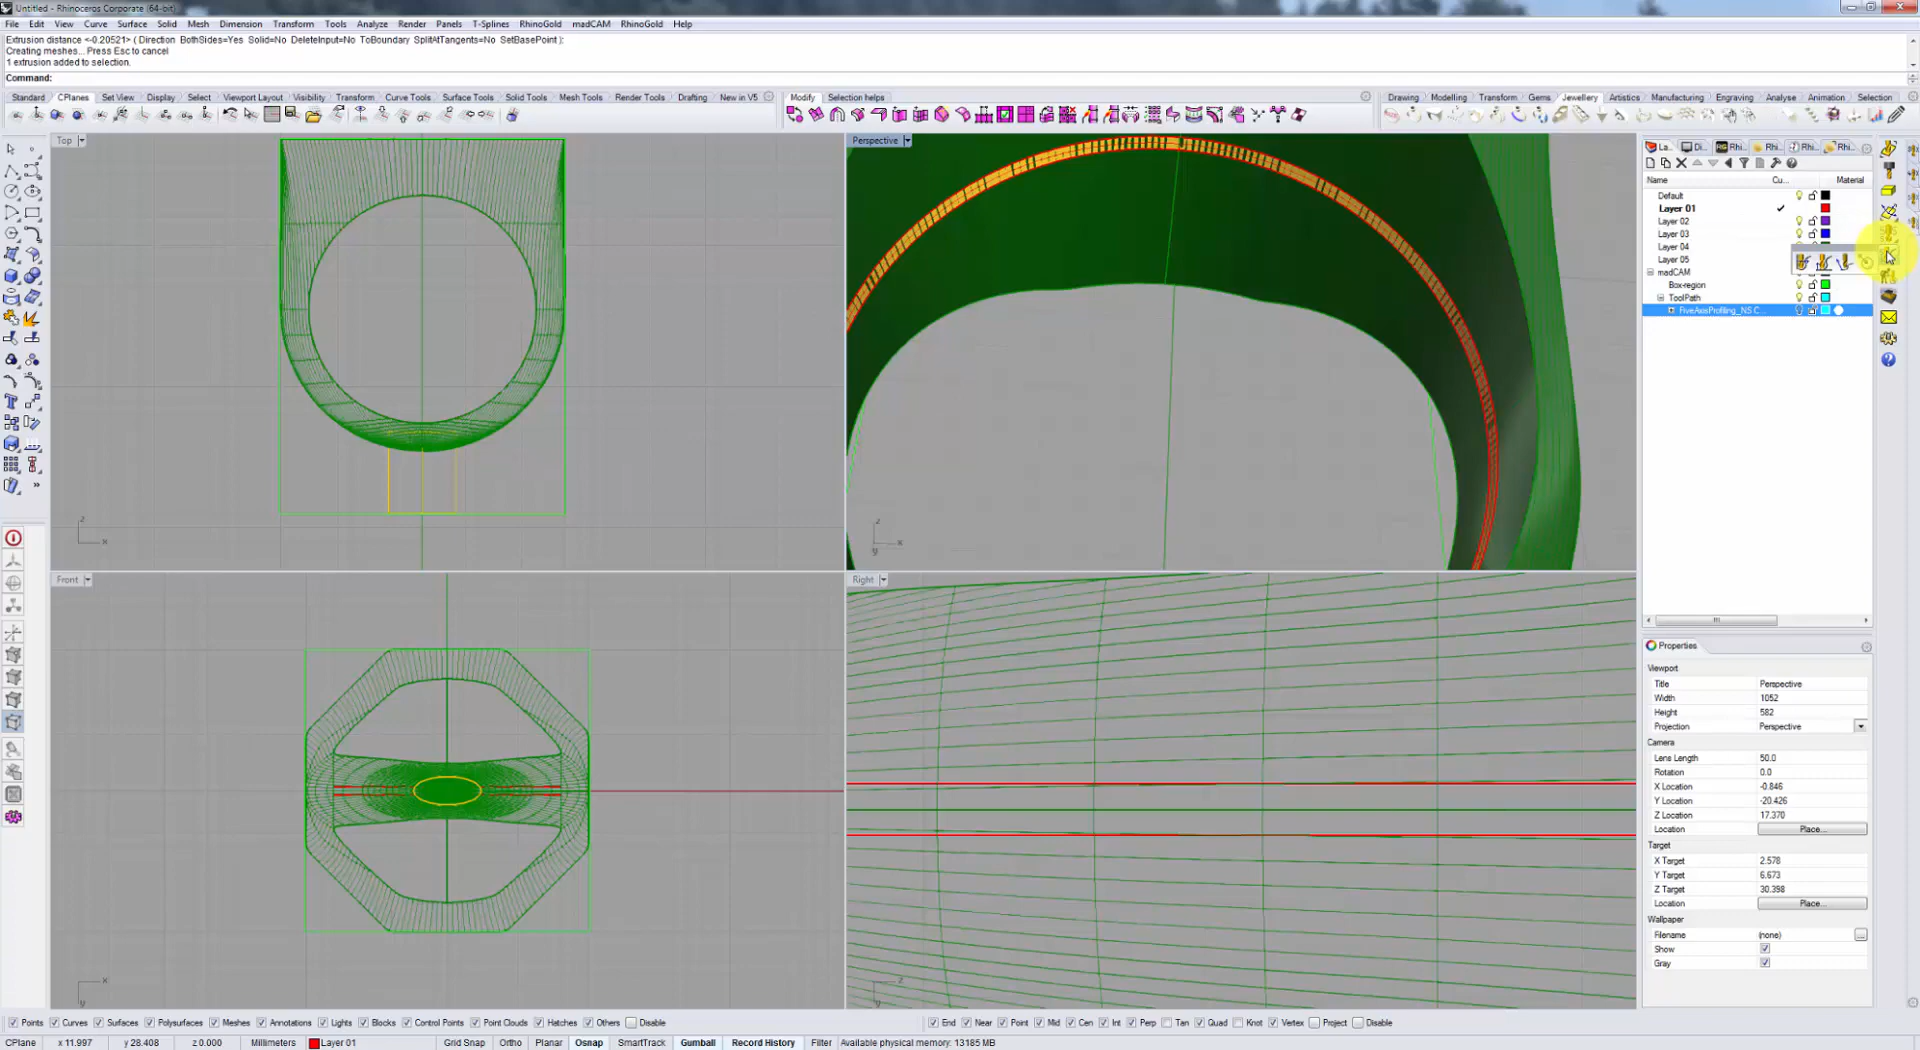 Untitled - Rhinoceros Corporate (64-bit)
File Edit View Curve Surface Solid Mesh Dimension Transform Tools Analyze Render Panels T-Splines RhinoGold madCAM RhinoGold Help
Extrusion distance <-0.20521> ( Direction BothSides=Yes Solid=No DeleteInput=No ToBoundary SplitAtTangents=No SetBasePoint ):
Creating meshes... Press Esc to cancel
1 extrusion added to selection.
Command:
Standard CPlanes Set View Display Select Viewport Layout Visibility Transform Curve Tools Surface Tools Solid Tools Mesh Tools Render Tools Drafting New in V5 Modify Selection helps Drawing Modelling Transform Gems Jewellery Artistics Manufacturing Engraving Analyse Animation Selection
Top Perspective
La... Di... Rhi... Rhi... Rhi... Rhi...
Name Cu... Material
Default
Layer 01
Layer 02
Layer 03
Layer 04
Layer 05
madCAM
Box-region
ToolPath
FiveAxisProfiling_NS C...
z x
z x y
Front Right
Properties
Viewport
Title Perspective
Width 1052
Height 582
Projection Perspective
Camera
Lens Length 50.0
Rotation 0.0
X Location -0.846
Y Location -20.426
Z Location 17.370
Location Place...
Target
X Target 2.578
Y Target 6.673
Z Target 30.398
Location Place...
Wallpaper
Filename (none) ...
Show
Gray
x y
z y
Points Curves Surfaces Polysurfaces Meshes Annotations Lights Blocks Control Points Point Clouds Hatches Others Disable End Near Point Mid Cen Int Perp Tan Quad Knot Vertex Project Disable
CPlane x 11.997 y 28.408 z 0.000 Millimeters Layer 01 Grid Snap Ortho Planar Osnap SmartTrack Gumball Record History Filter Available physical memory: 13185 MB